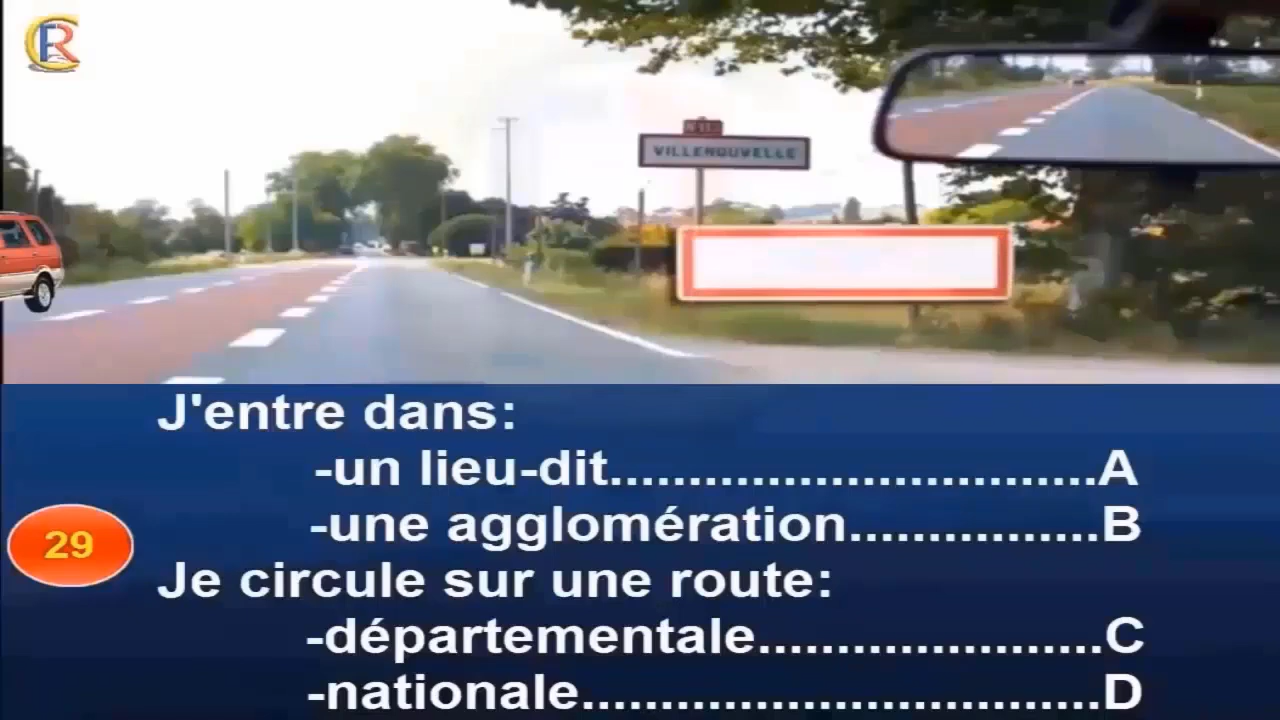 VILLENOUVELLE
J'entre dans:
-un lieu-dit...............................A
-une agglomération................B
29
Je circule sur une route:
-départementale......................C
-nationale.................................D